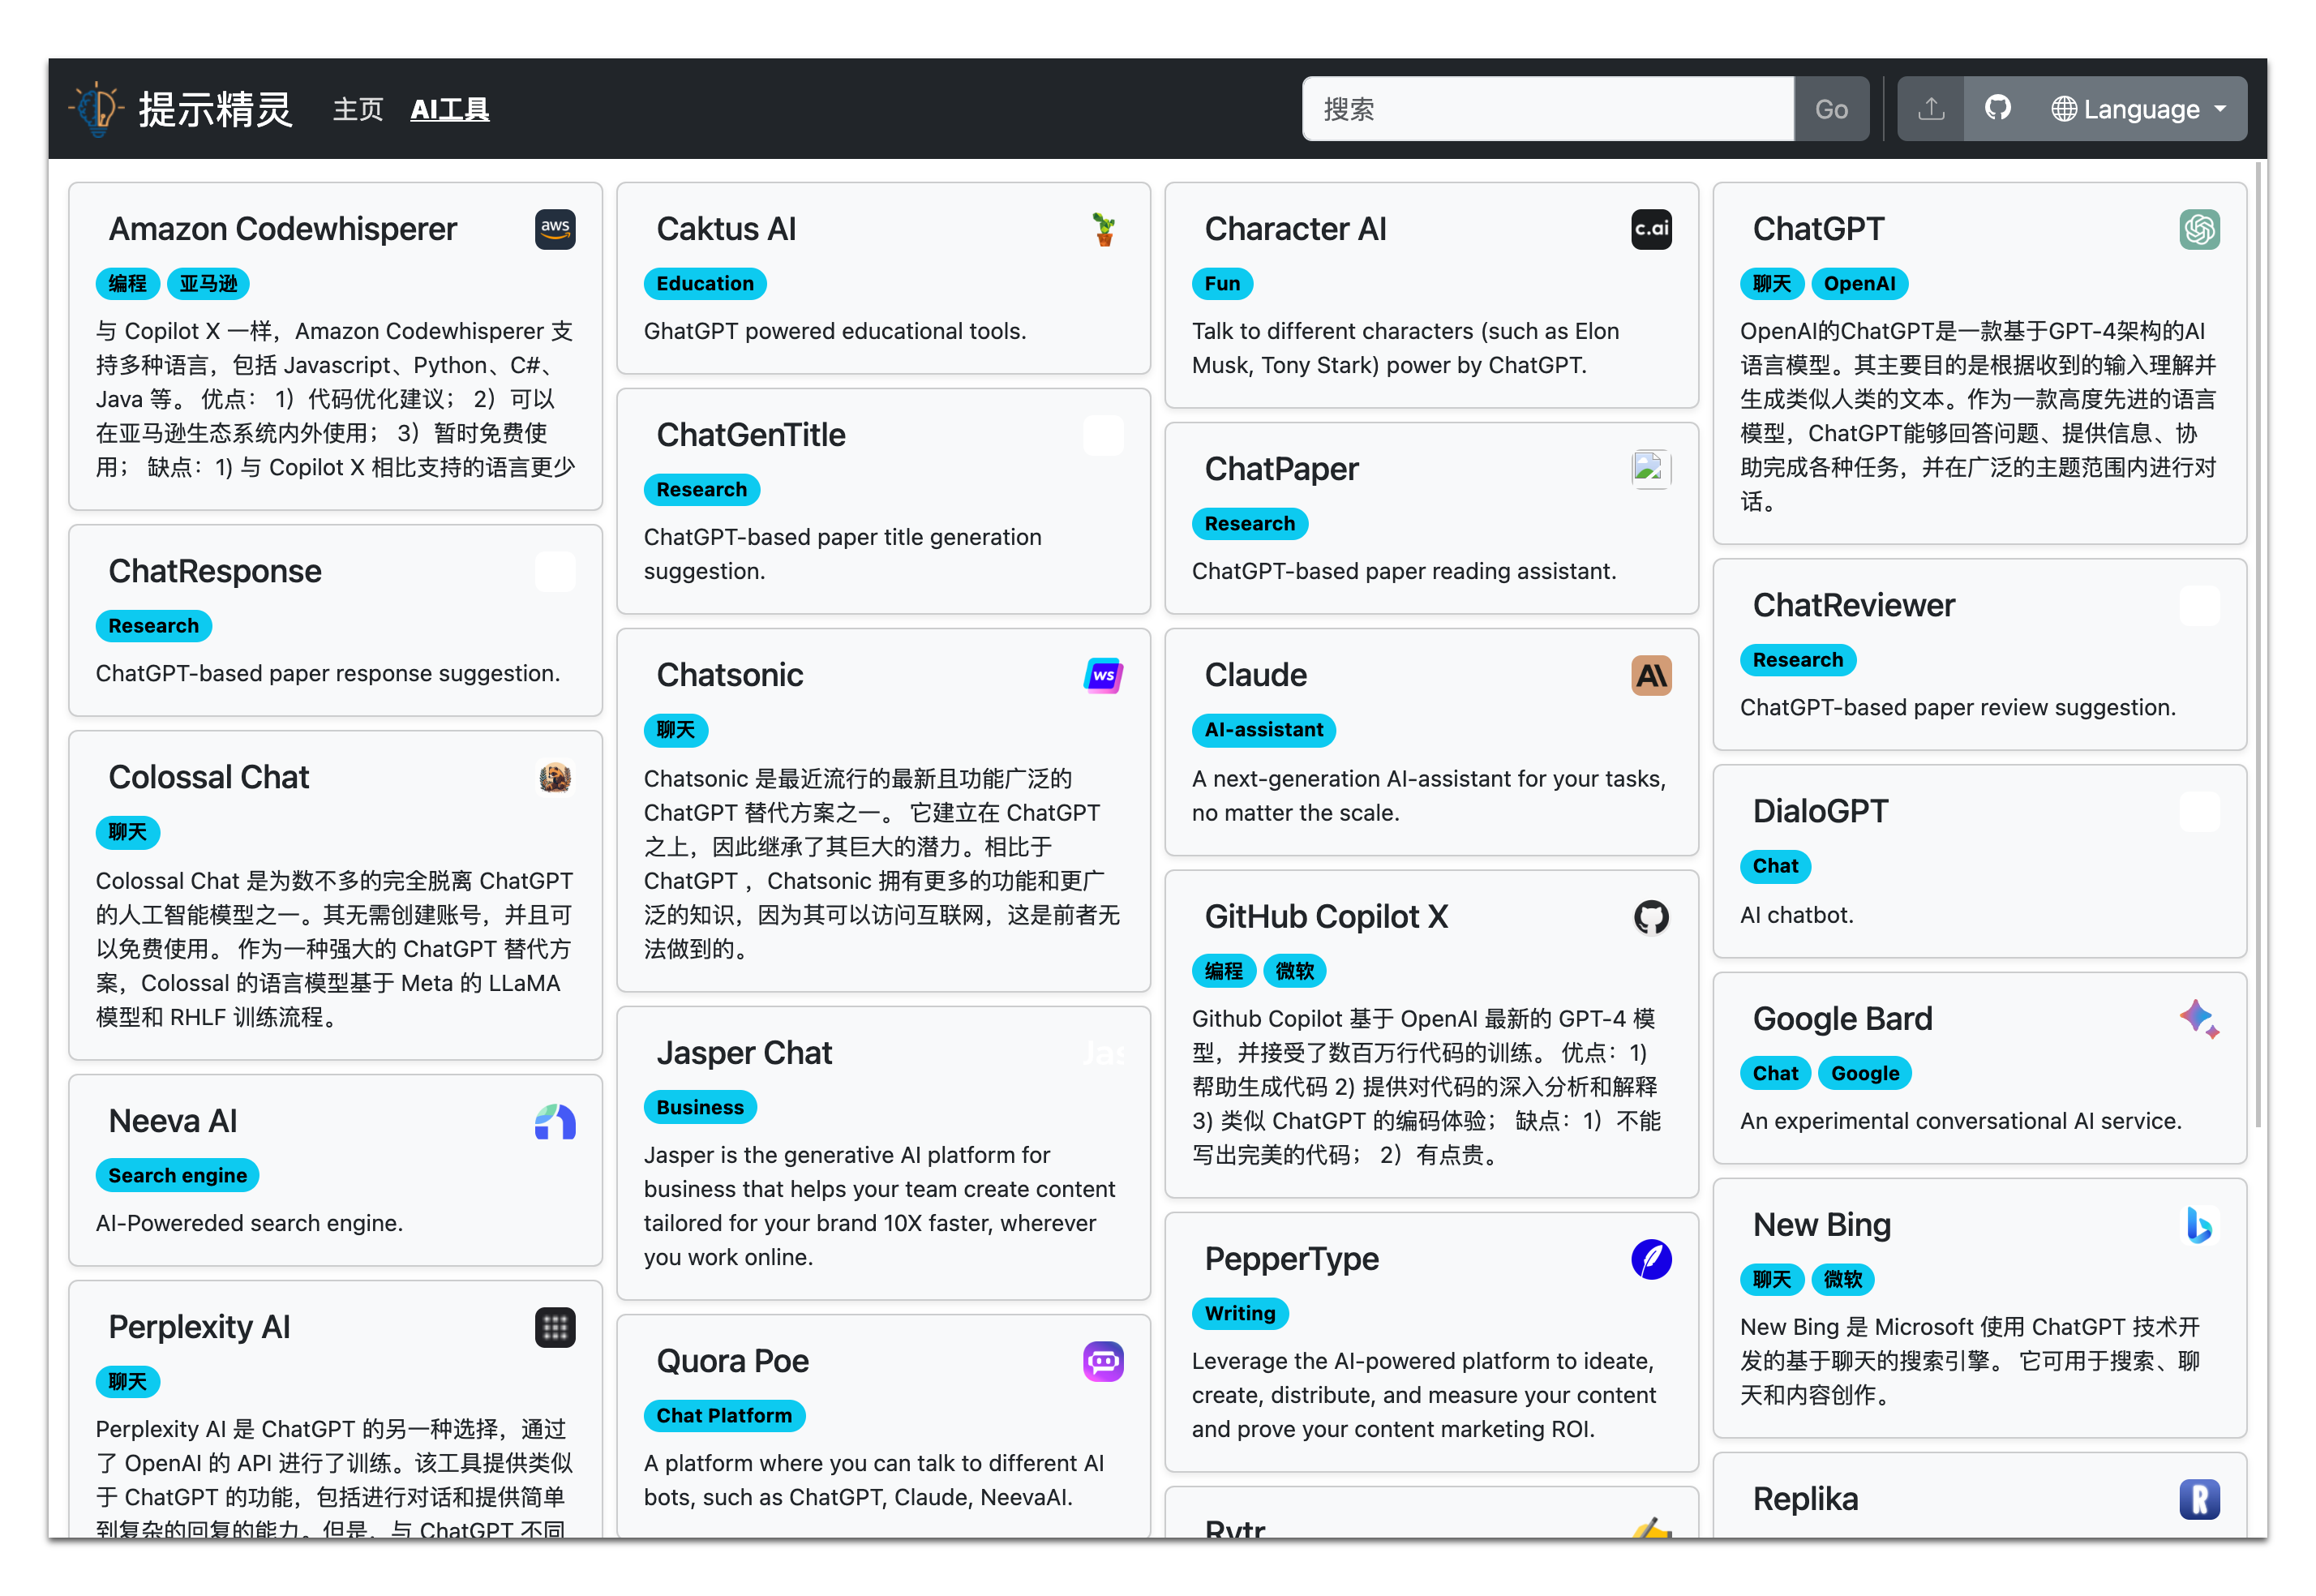 提示精灵
主页
AI工具
搜索
Go
Language
Amazon Codewhisperer
aws
编程
亚马逊
与 Copilot X 一样，Amazon Codewhisperer 支
持多种语言，包括 Javascript、Python、C#、
Java 等。 优点： 1）代码优化建议； 2）可以
在亚马逊生态系统内外使用； 3）暂时免费使
用； 缺点：1) 与 Copilot X 相比支持的语言更少
ChatResponse
Research
ChatGPT-based paper response suggestion.
Colossal Chat
聊天
Colossal Chat 是为数不多的完全脱离 ChatGPT
的人工智能模型之一。其无需创建账号，并且可
以免费使用。 作为一种强大的 ChatGPT 替代方
案，Colossal 的语言模型基于 Meta 的 LLaMA
模型和 RHLF 训练流程。
Neeva AI
Search engine
AI-Powereded search engine.
Perplexity AI
聊天
Perplexity AI 是 ChatGPT 的另一种选择，通过
了 OpenAI 的 API 进行了训练。该工具提供类似
于 ChatGPT 的功能，包括进行对话和提供简单
到复杂的回复的能力。但是，与 ChatGPT 不同
Caktus AI
Education
GhatGPT powered educational tools.
ChatGenTitle
Research
ChatGPT-based paper title generation
suggestion.
Chatsonic
WS
聊天
Chatsonic 是最近流行的最新且功能广泛的
ChatGPT 替代方案之一。 它建立在 ChatGPT
之上，因此继承了其巨大的潜力。相比于
ChatGPT ，Chatsonic 拥有更多的功能和更广
泛的知识，因为其可以访问互联网，这是前者无
法做到的。
Jasper Chat
Jas
Business
Jasper is the generative AI platform for
business that helps your team create content
tailored for your brand 10X faster, wherever
you work online.
Quora Poe
Chat Platform
A platform where you can talk to different AI
bots, such as ChatGPT, Claude, NeevaAI.
Character AI
c.ai
Fun
Talk to different characters (such as Elon
Musk, Tony Stark) power by ChatGPT.
ChatPaper
Research
ChatGPT-based paper reading assistant.
Claude
A\
AI-assistant
A next-generation AI-assistant for your tasks,
no matter the scale.
GitHub Copilot X
编程
微软
Github Copilot 基于 OpenAI 最新的 GPT-4 模
型，并接受了数百万行代码的训练。 优点：1)
帮助生成代码 2) 提供对代码的深入分析和解释
3) 类似 ChatGPT 的编码体验； 缺点：1）不能
写出完美的代码； 2）有点贵。
PepperType
Writing
Leverage the AI-powered platform to ideate,
create, distribute, and measure your content
and prove your content marketing ROI.
Rytr
ChatGPT
聊天
OpenAI
OpenAI的ChatGPT是一款基于GPT-4架构的AI
语言模型。其主要目的是根据收到的输入理解并
生成类似人类的文本。作为一款高度先进的语言
模型，ChatGPT能够回答问题、提供信息、协
助完成各种任务，并在广泛的主题范围内进行对
话。
ChatReviewer
Research
ChatGPT-based paper review suggestion.
DialoGPT
Chat
AI chatbot.
Google Bard
Chat
Google
An experimental conversational AI service.
New Bing
聊天
微软
New Bing 是 Microsoft 使用 ChatGPT 技术开
发的基于聊天的搜索引擎。 它可用于搜索、聊
天和内容创作。
Replika
R